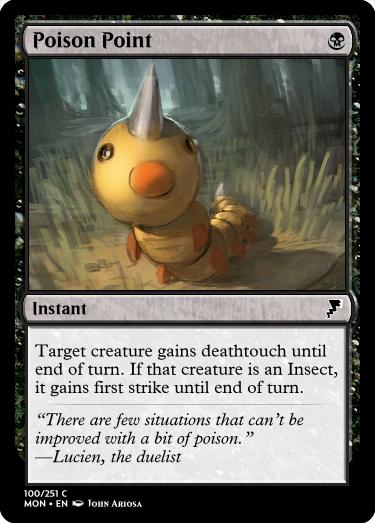 Poison Point
Instant
Target creature gains deathtouch until
end of turn. If that creature is an Insect,
it gains first strike until end of turn.
“There are few situations that can’t be
improved with a bit of poison.”
—Lucien, the duelist
100/251 C
MON • EN John Ariosa